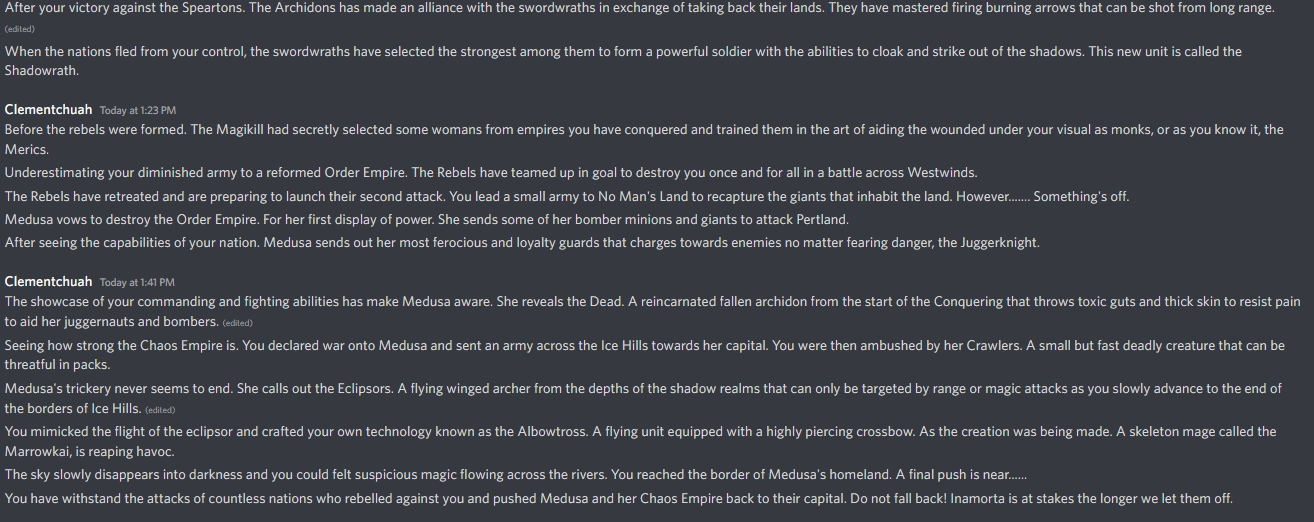 After your victory against the Speartons. The Archidons has made an alliance with the swordwraths in exchange of taking back their lands. They have mastered firing burning arrows that can be shot from long range.
(edited)
When the nations fled from your control, the swordwraths have selected the strongest among them to form a powerful soldier with the abilities to cloak and strike out of the shadows. This new unit is called the
Shadowrath.
Clementchuah Today at 1:23 PM
Before the rebels were formed. The Magikill had secretly selected some womans from empires you have conquered and trained them in the art of aiding the wounded under your visual as monks, or as you know it, the
Merics.
Underestimating your diminished army to a reformed Order Empire. The Rebels have teamed up in goal to destroy you once and for all in a battle across Westwinds.
The Rebels have retreated and are preparing to launch their second attack. You lead a small army to No Man's Land to recapture the giants that inhabit the land. However....... Something's off.
Medusa vows to destroy the Order Empire. For her first display of power. She sends some of her bomber minions and giants to attack Pertland.
After seeing the capabilities of your nation. Medusa sends out her most ferocious and loyalty guards that charges towards enemies no matter fearing danger, the Juggerknight.
Clementchuah Today at 1:41 PM
The showcase of your commanding and fighting abilities has make Medusa aware. She reveals the Dead. A reincarnated fallen archidon from the start of the Conquering that throws toxic guts and thick skin to resist pain
to aid her juggernauts and bombers. (edited)
Seeing how strong the Chaos Empire is. You declared war onto Medusa and sent an army across the Ice Hills towards her capital. You were then ambushed by her Crawlers. A small but fast deadly creature that can be
threatful in packs.
Medusa's trickery never seems to end. She calls out the Eclipsors. A flying winged archer from the depths of the shadow realms that can only be targeted by range or magic attacks as you slowly advance to the end of
the borders of Ice Hills. (edited)
You mimicked the flight of the eclipsor and crafted your own technology known as the Albowtross. A flying unit equipped with a highly piercing crossbow. As the creation was being made. A skeleton mage called the
Marrowkai, is reaping havoc.
The sky slowly disappears into darkness and you could felt suspicious magic flowing across the rivers. You reached the border of Medusa's homeland. A final push is near......
You have withstand the attacks of countless nations who rebelled against you and pushed Medusa and her Chaos Empire back to their capital. Do not fall back! Inamorta is at stakes the longer we let them off.